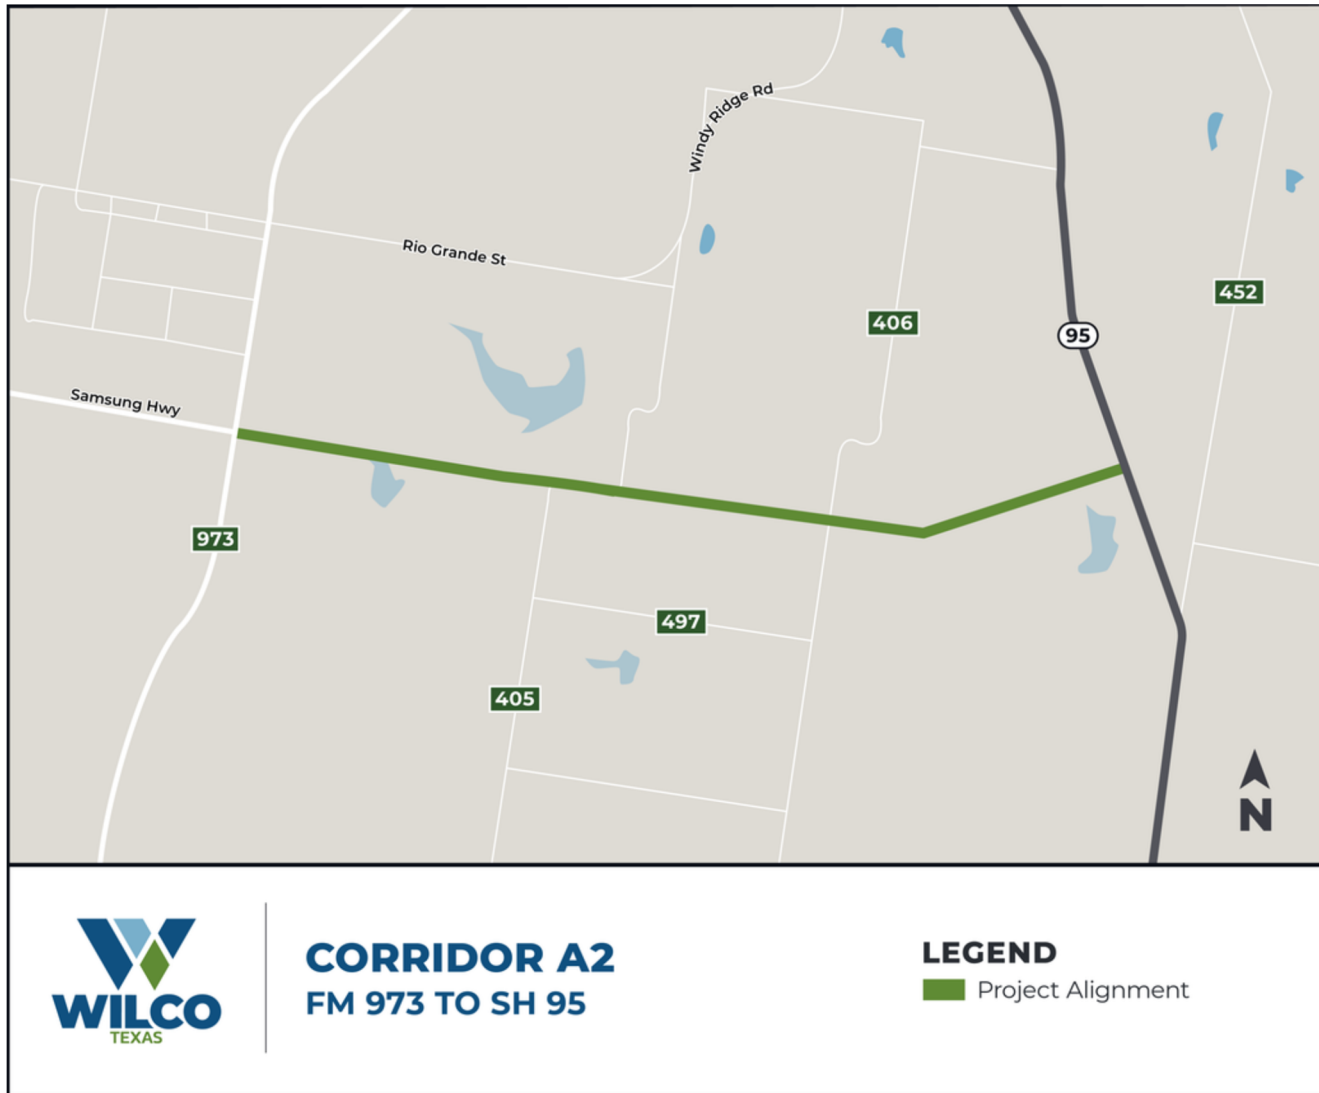 Windy Ridge Rd
Rio Grande St
452
406
95
Samsung Hwy
973
497
405
N
WILCO
TEXAS
CORRIDOR A2
FM 973 TO SH 95
LEGEND
Project Alignment